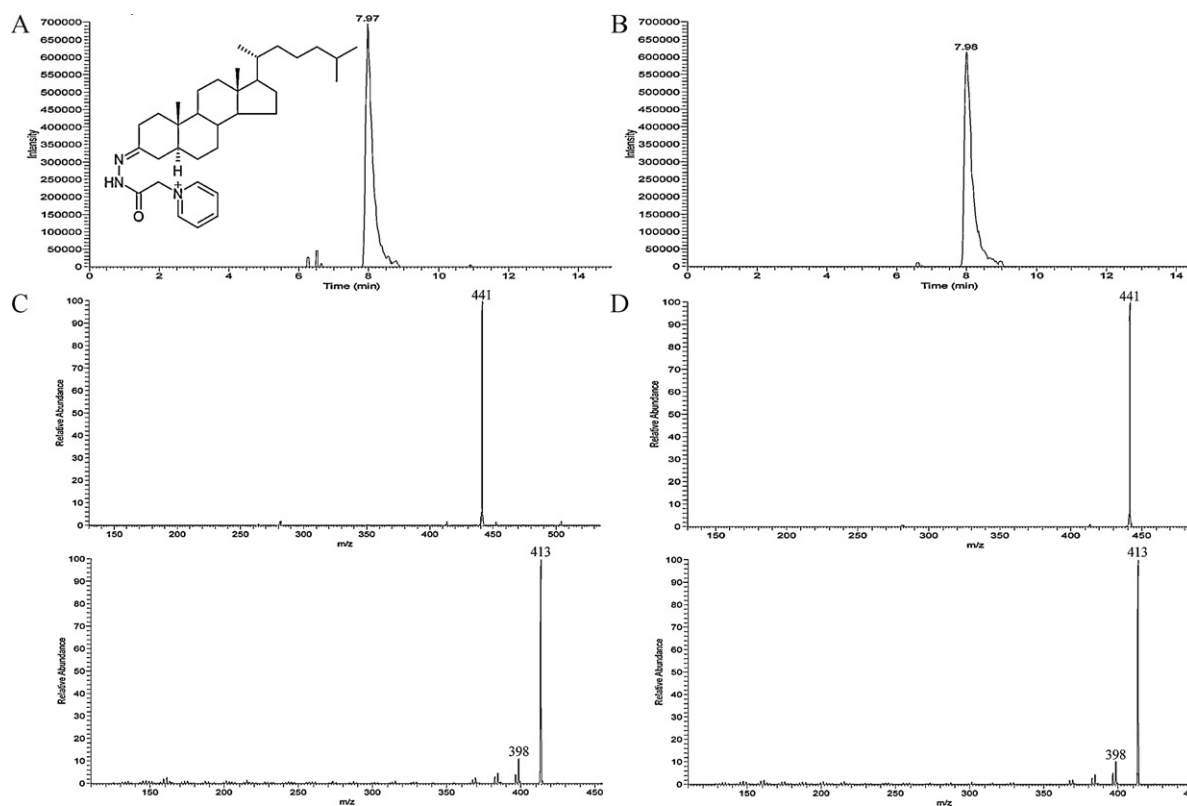 A
B
700000
650000
600000
550000
500000
450000
400000
350000
300000
250000
200000
150000
100000
50000
0
Intensity
7.97
N
N
HN
O
H
N
+
0 2 4 6 8 10 12 14
Time (min)
700000
650000
600000
550000
500000
450000
400000
350000
300000
250000
200000
150000
100000
50000
0
Intensity
7.98
0 2 4 6 8 10 12 14
Time (min)
C
D
441
100
90
80
70
60
50
40
30
20
10
0
Relative Abundance
150 200 250 300 350 400 450 500
m/z
441
100
90
80
70
60
50
40
30
20
10
0
Relative Abundance
150 200 250 300 350 400 450
m/z
413
100
90
80
70
60
50
40
30
20
10
0
Relative Abundance
398
150 200 250 300 350 400 450
m/z
413
100
90
80
70
60
50
40
30
20
10
0
Relative Abundance
398
150 200 250 300 350 400
m/z